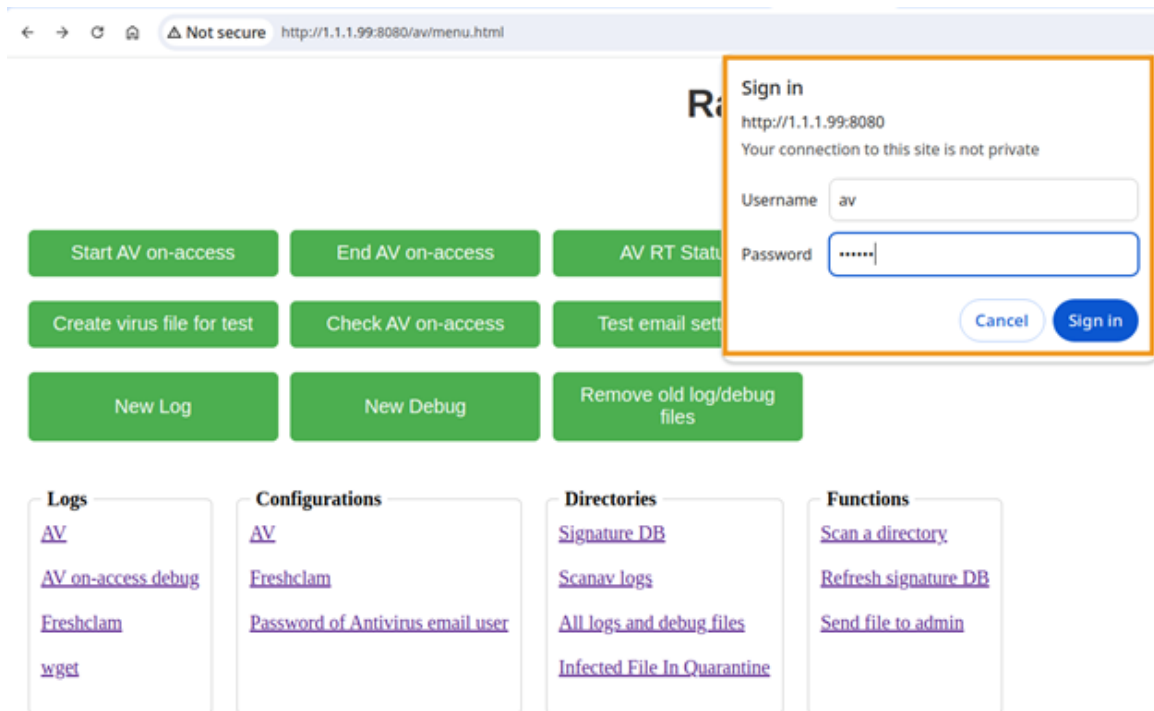 Not secure http://1.1.1.99:8080/av/menu.html
Sign in
http://1.1.1.99:8080
Your connection to this site is not private
Username av
Password ••••••
Cancel Sign in
Start AV on-access End AV on-access AV RT
Create virus file for test Check AV on-access Test email
New Log New Debug Remove old log/debug
files
Logs Configurations Directories Functions
AV AV Signature DB Scan a directory
AV on-access debug Freshclam Scanav logs Refresh signature DB
Freshclam Password of Antivirus email user All logs and debug files Send file to admin
wget Infected File In Quarantine